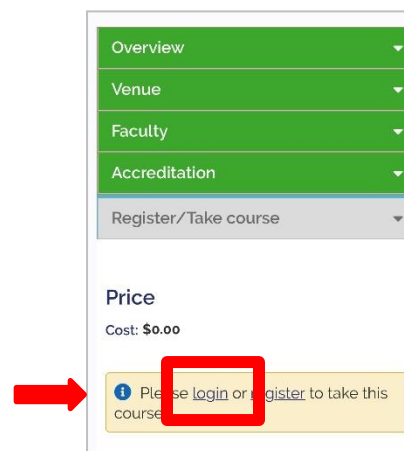 Overview
Venue
Faculty
Accreditation
Register/Take course
Price
Cost: $0.00
Please login or register to take this
course